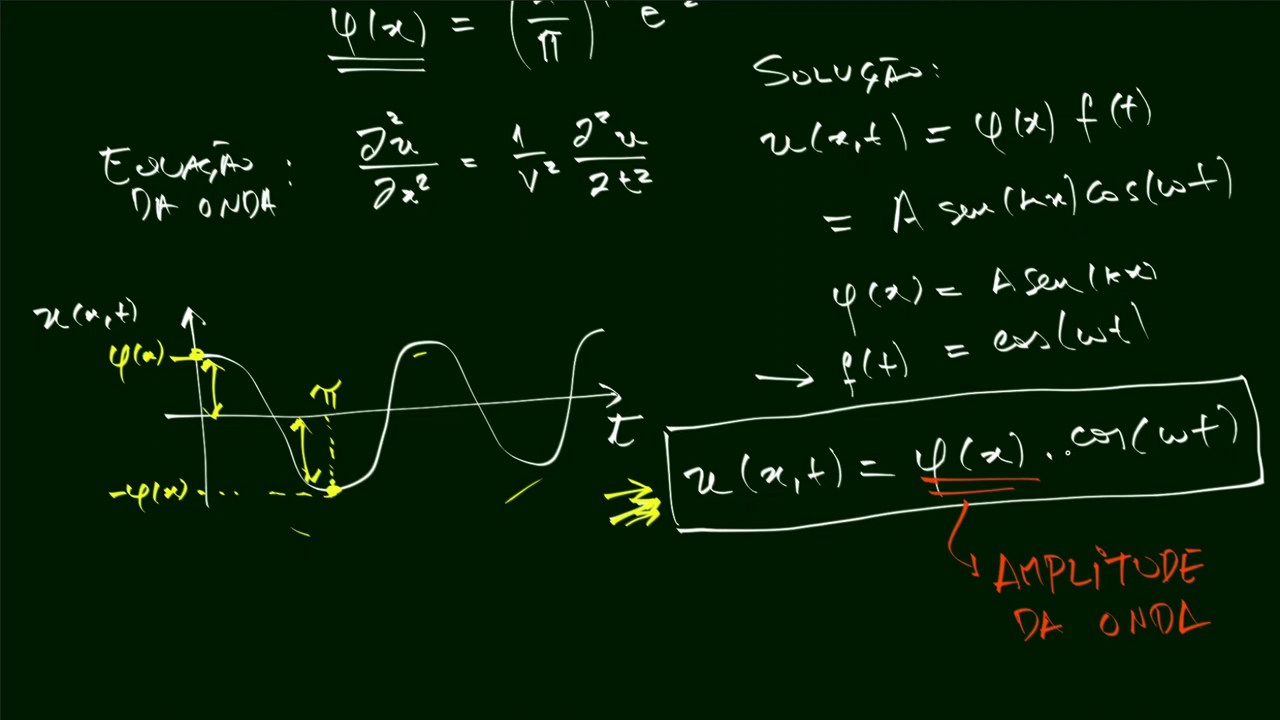 ψ(x) = ( /π) e
EQUAÇÃO DA ONDA : ∂²u/∂x² = 1/v² ∂²u/∂t²
SOLUÇÃO:
u(x,t) = ψ(x) f(t)
= A sen(kx) cos(ωt)
ψ(x) = A sen(kx)
→ f(t) = cos(ωt)
u(x,t) = ψ(x) . cos(ωt)
AMPLITUDE
DA ONDA
u(x,t)
ψ(x)
π
t
-ψ(x)